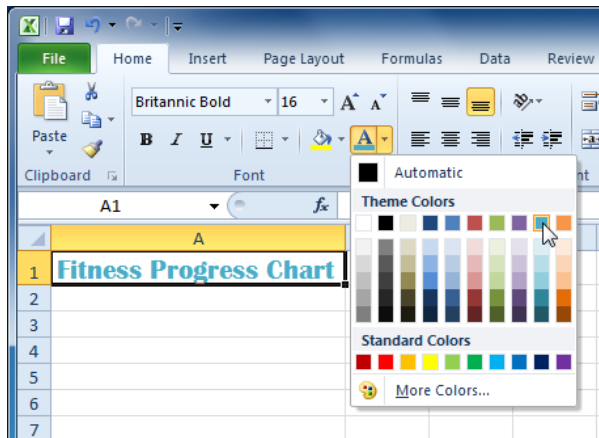 File Home Insert Page Layout Formulas Data Review
Britannic Bold 16 A A
Paste B I U A
Clipboard Font
A1 fx
Automatic
Theme Colors
Standard Colors
More Colors...
A
1 Fitness Progress Chart
2
3
4
5
6
7